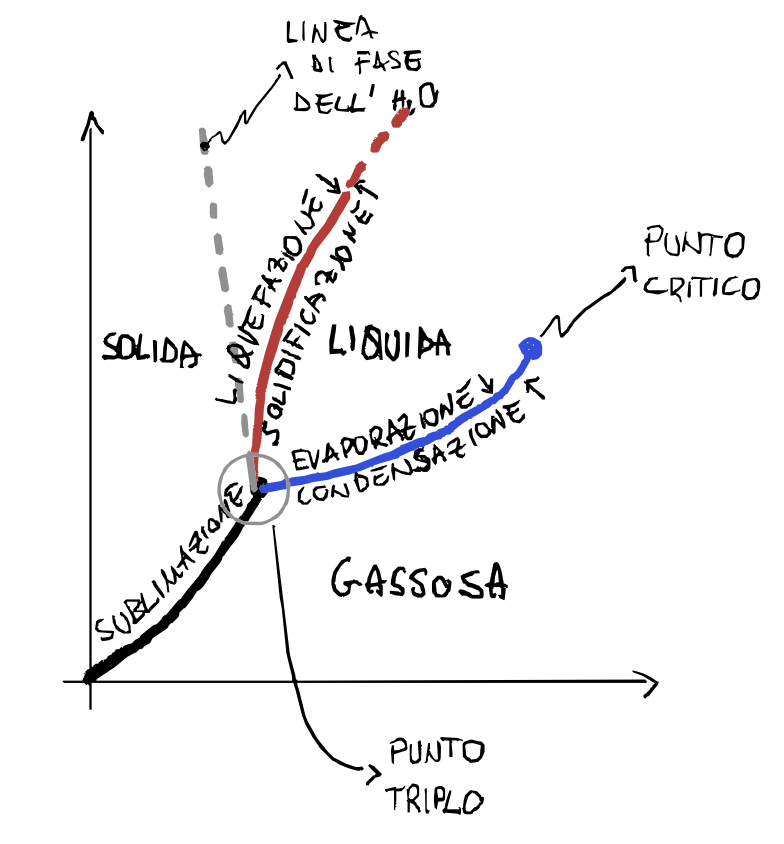 LINEA
DI FASE
DELL' H2O
LIQUEFAZIONE
SOLIDIFICAZIONE
PUNTO
CRITICO
SOLIDA
LIQUIDA
EVAPORAZIONE
CONDENSAZIONE
SUBLIMAZIONE
GASSOSA
PUNTO
TRIPLO